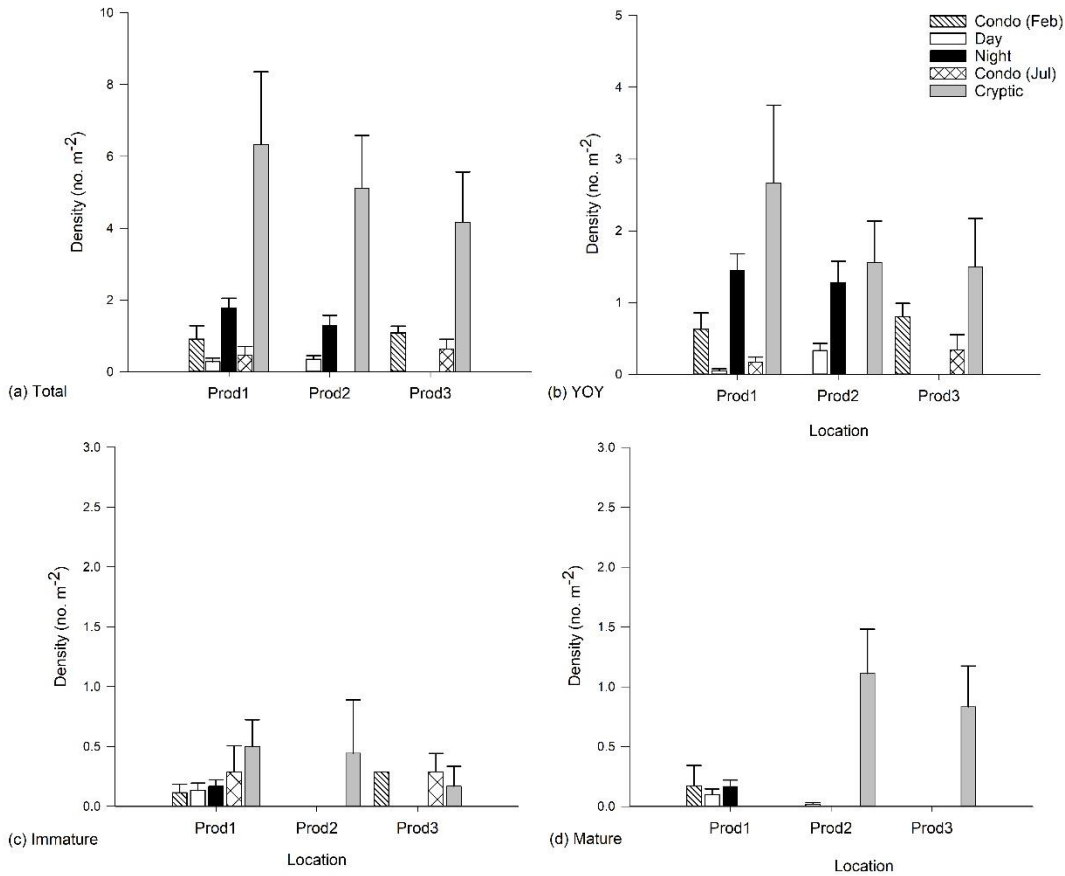 10
8
6
4
2
0
Density (no. m-2)
Prod1 Prod2 Prod3
(a) Total
5
4
3
2
1
0
Density (no. m-2)
Condo (Feb)
Day
Night
Condo (Jul)
Cryptic
Prod1 Prod2 Prod3
(b) YOY
Location
3.0
2.5
2.0
1.5
1.0
0.5
0.0
Density (no. m-2)
Prod1 Prod2 Prod3
(c) Immature
Location
3.0
2.5
2.0
1.5
1.0
0.5
0.0
Density (no. m-2)
Prod1 Prod2 Prod3
(d) Mature
Location